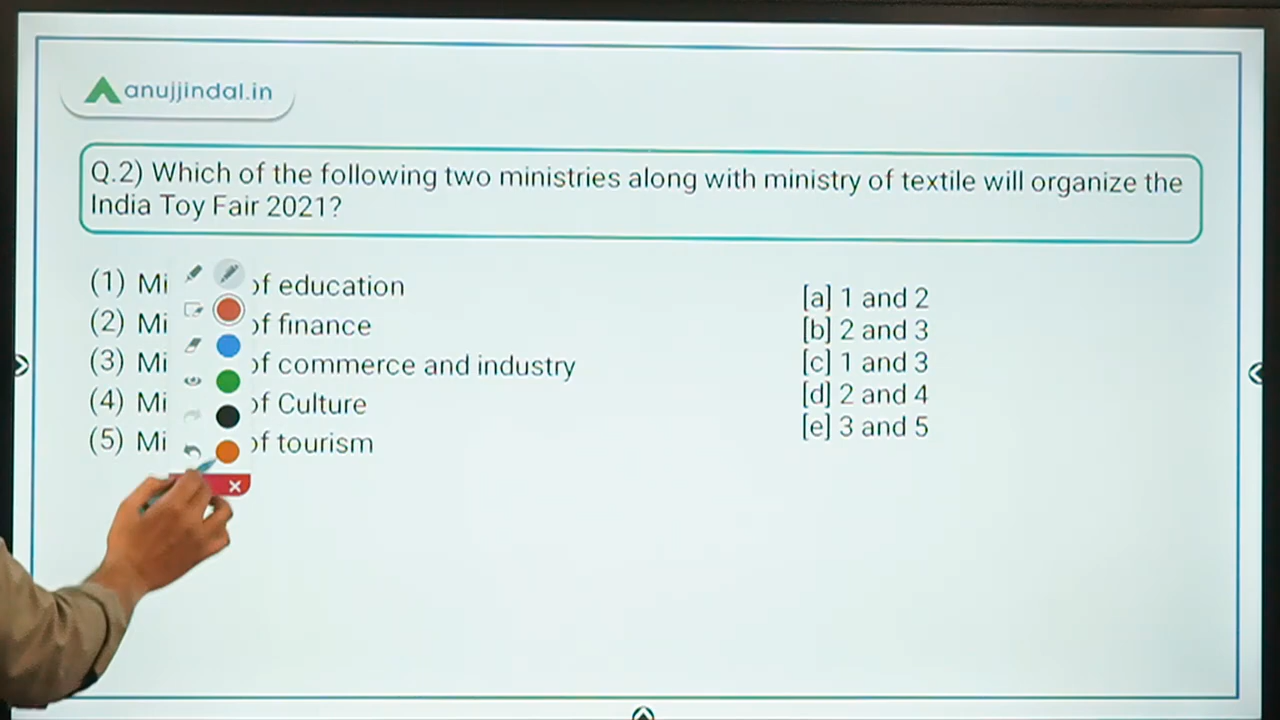 anujjindal.in
Q.2) Which of the following two ministries along with ministry of textile will organize the
India Toy Fair 2021?
(1) Mi of education
(2) Mi of finance
(3) Mi of commerce and industry
(4) Mi of Culture
(5) Mi of tourism
[a] 1 and 2
[b] 2 and 3
[c] 1 and 3
[d] 2 and 4
[e] 3 and 5